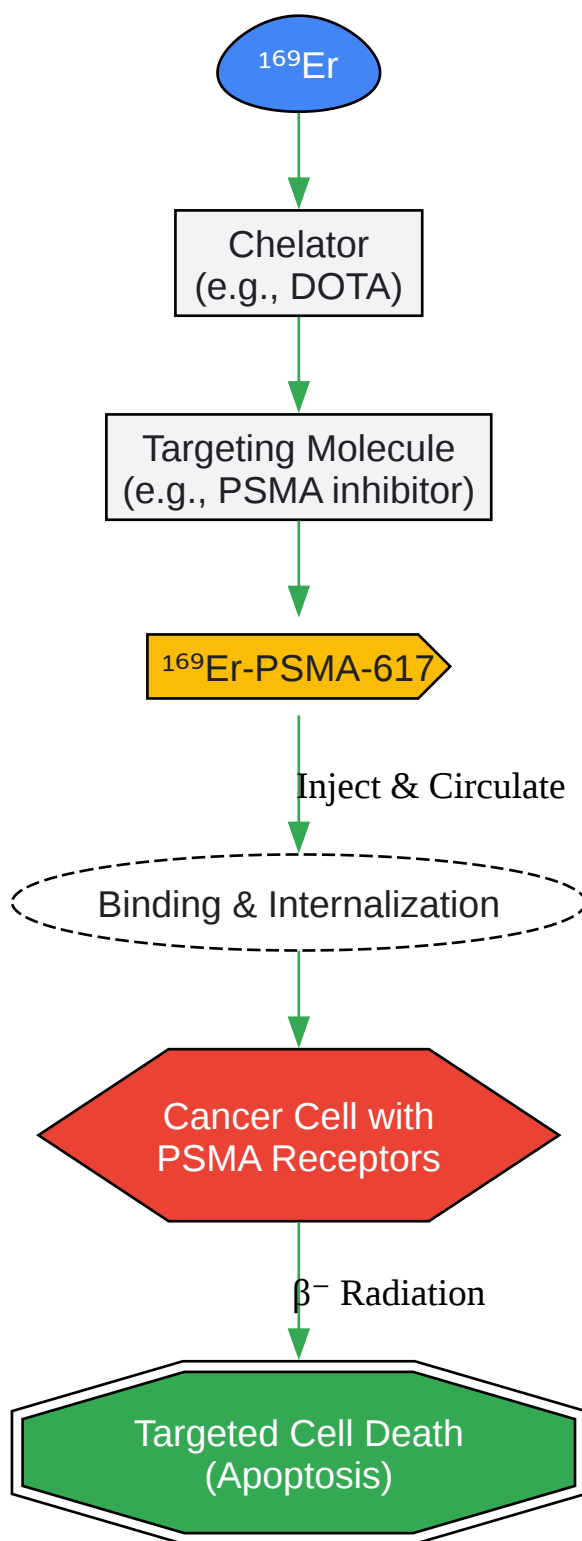 ¹⁶⁹Er
Chelator
(e.g., DOTA)
Targeting Molecule
(e.g., PSMA inhibitor)
¹⁶⁹Er-PSMA-617
Inject & Circulate
Binding & Internalization
Cancer Cell with
PSMA Receptors
β⁻ Radiation
Targeted Cell Death
(Apoptosis)